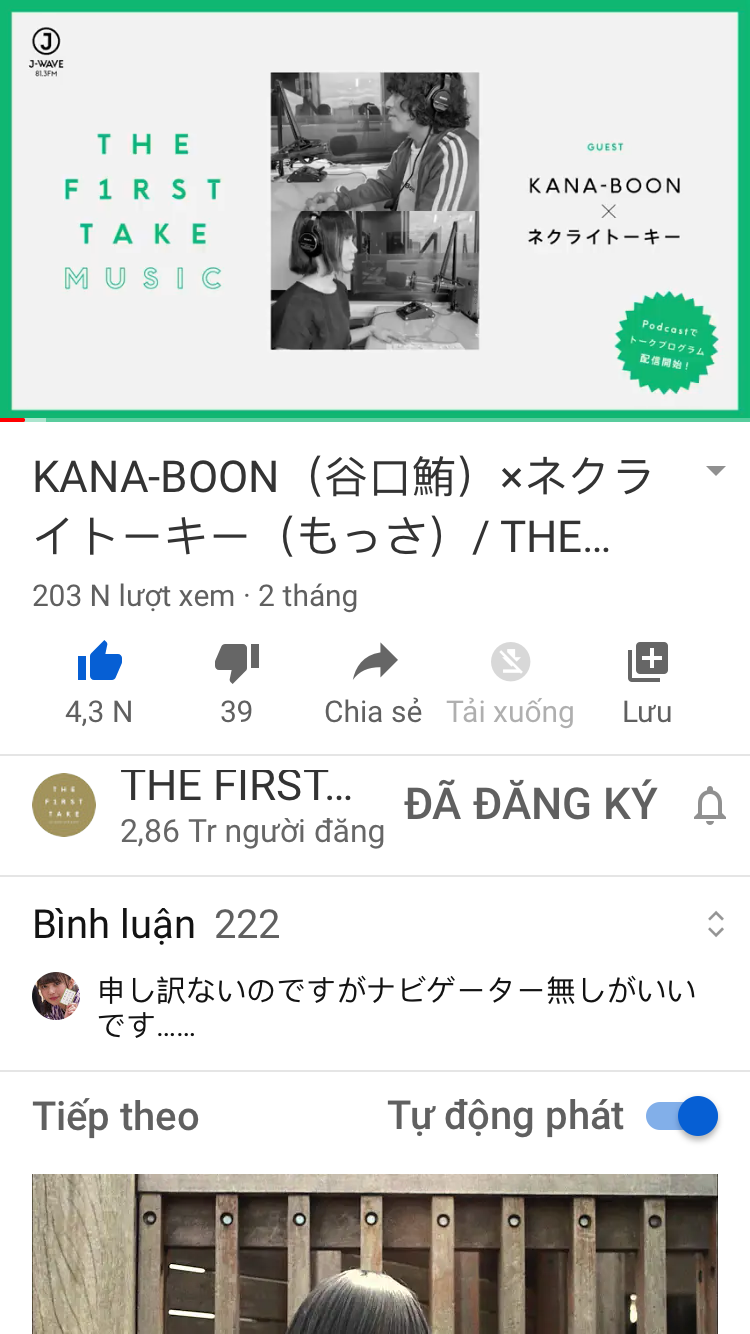 J-WAVE
81.3FM
THE
F1RST
TAKE
MUSIC
GUEST
KANA-BOON
×
ネクライトーキー
Podcastで
トークプログラム
配信開始！
KANA-BOON（谷口鮪）×ネクラ
イトーキー（もっさ）/ THE...
203 N lượt xem · 2 tháng
4,3 N
39
Chia sẻ
Tải xuống
Lưu
THE
F1RST
TAKE
THE FIRST...
2,86 Tr người đăng
ĐÃ ĐĂNG KÝ
Bình luận 222
申し訳ないのですがナビゲーター無しがいい
です......
Tiếp theo
Tự động phát